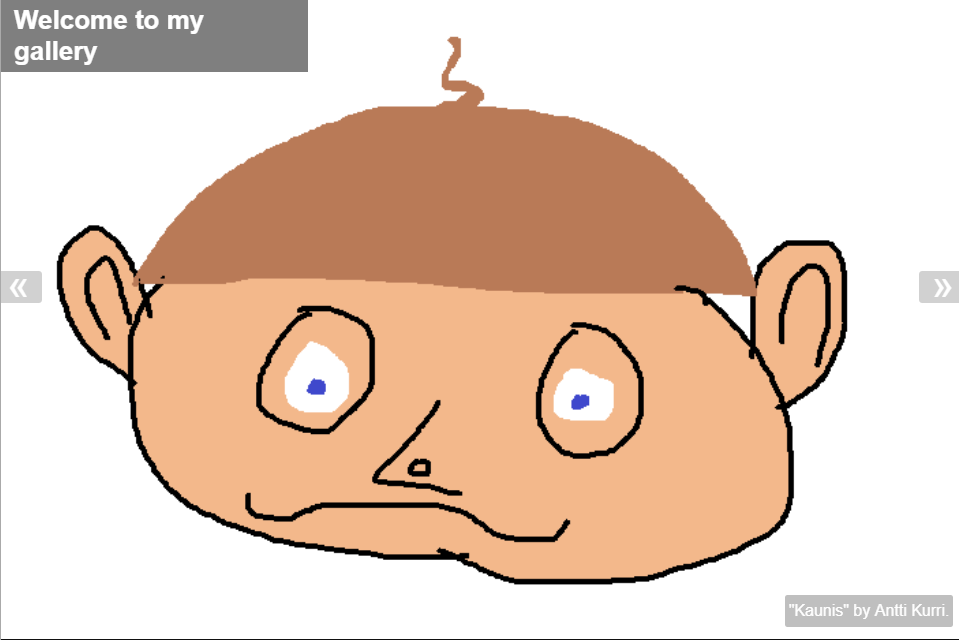 Welcome to my
gallery
«
»
"Kaunis" by Antti Kurri.